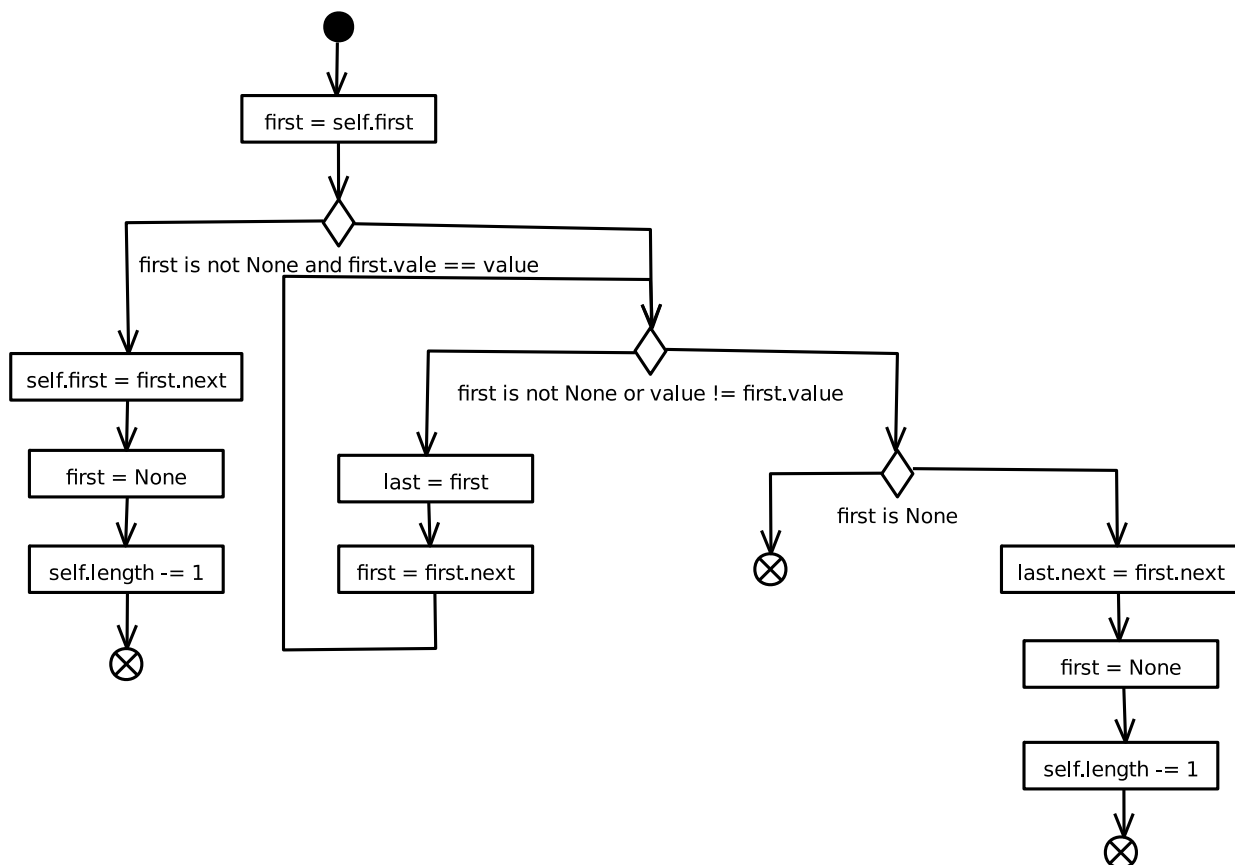 first = self.first
first is not None and first.vale == value
self.first = first.next
first = None
self.length -= 1
first is not None or value != first.value
last = first
first = first.next
first is None
last.next = first.next
first = None
self.length -= 1